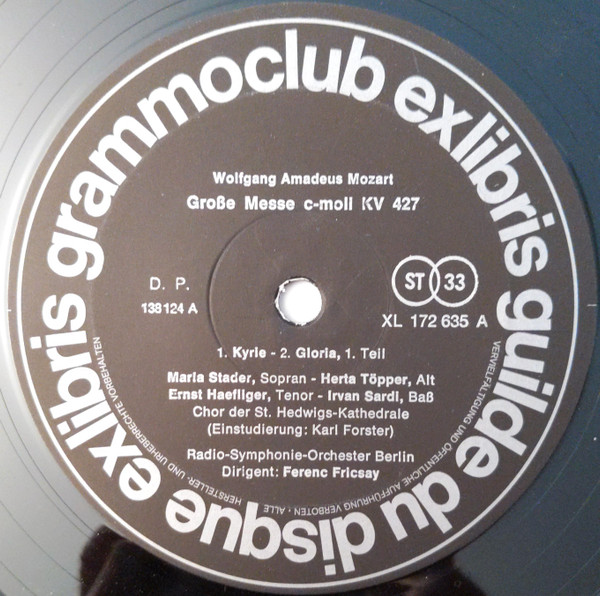 grammoclub exlibris guilde du disque exlibris
Wolfgang Amadeus Mozart
Große Messe c-moll KV 427
D. P.
138124 A
ST 33
XL 172 635 A
1. Kyrie - 2. Gloria, 1. Teil
Maria Stader, Sopran - Herta Töpper, Alt
Ernst Haefliger, Tenor - Irvan Sardi, Baß
Chor der St. Hedwigs-Kathedrale
(Einstudierung: Karl Forster)
Radio-Symphonie-Orchester Berlin
Dirigent: Ferenc Fricsay
ALLE HERSTELLER- UND URHEBERRECHTE VORBEHALTEN
VERVIELFÄLTIGUNG UND ÖFFENTLICHE AUFFÜHRUNG VERBOTEN ·